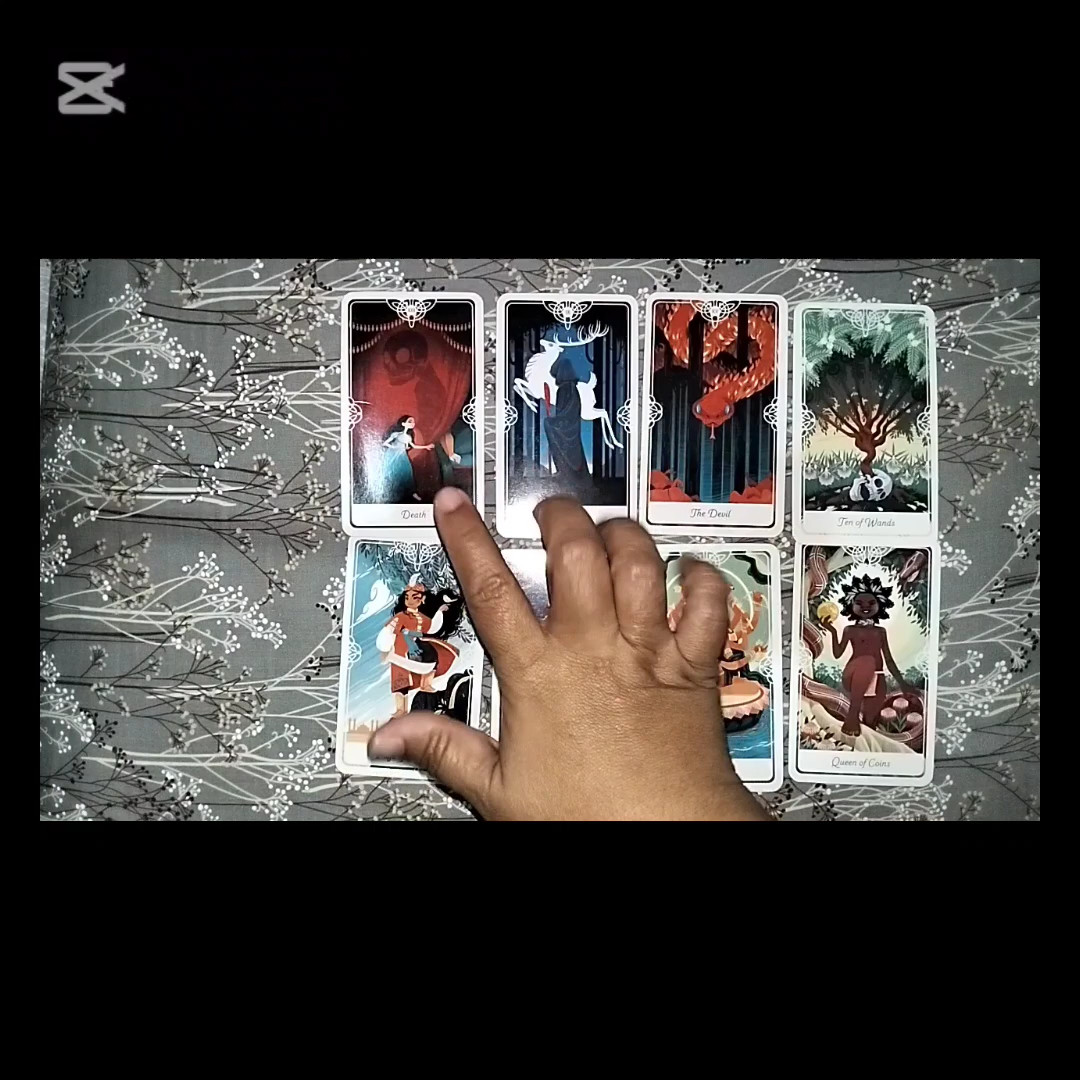 Death
The Devil
Ten of Wands
Queen of Coins